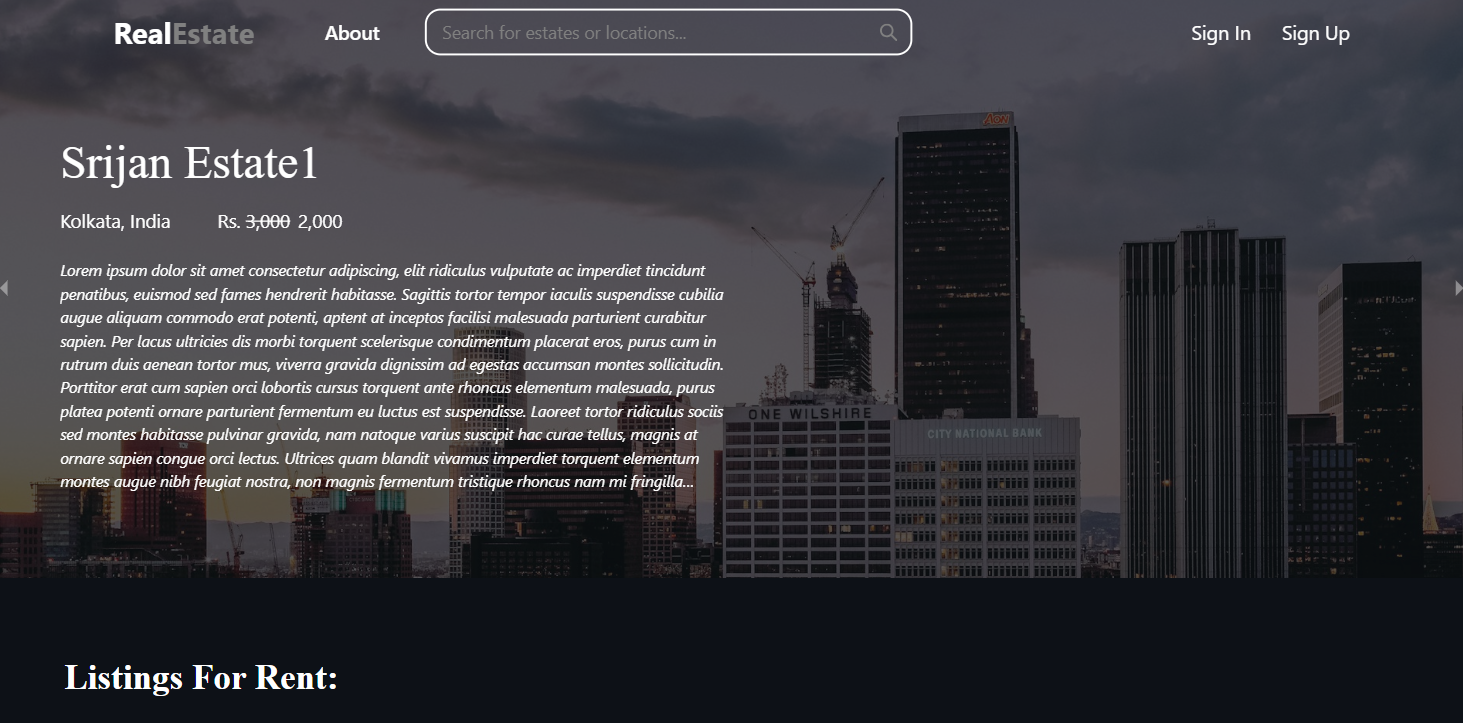 RealEstate About Search for estates or locations... Sign In Sign Up
AON
Srijan Estate1
Kolkata, India Rs. 3,000 2,000
Lorem ipsum dolor sit amet consectetur adipiscing, elit ridiculus vulputate ac imperdiet tincidunt
penatibus, euismod sed fames hendrerit habitasse. Sagittis tortor tempor iaculis suspendisse cubilia
augue aliquam commodo erat potenti, aptent at inceptos facilisi malesuada parturient curabitur
sapien. Per lacus ultricies dis morbi torquent scelerisque condimentum placerat eros, purus cum in
rutrum duis aenean tortor mus, viverra gravida dignissim ad egestas accumsan montes sollicitudin.
Porttitor erat cum sapien orci lobortis cursus torquent ante rhoncus elementum malesuada, purus
platea potenti ornare parturient fermentum eu luctus est suspendisse. Laoreet tortor ridiculus sociis
sed montes habitasse pulvinar gravida, nam natoque varius suscipit hac curae tellus, magnis at
ornare sapien congue orci lectus. Ultrices quam blandit vivamus imperdiet torquent elementum
montes augue nibh feugiat nostra, non magnis fermentum tristique rhoncus nam mi fringilla...
ONE WILSHIRE
CITY NATIONAL BANK
Listings For Rent: